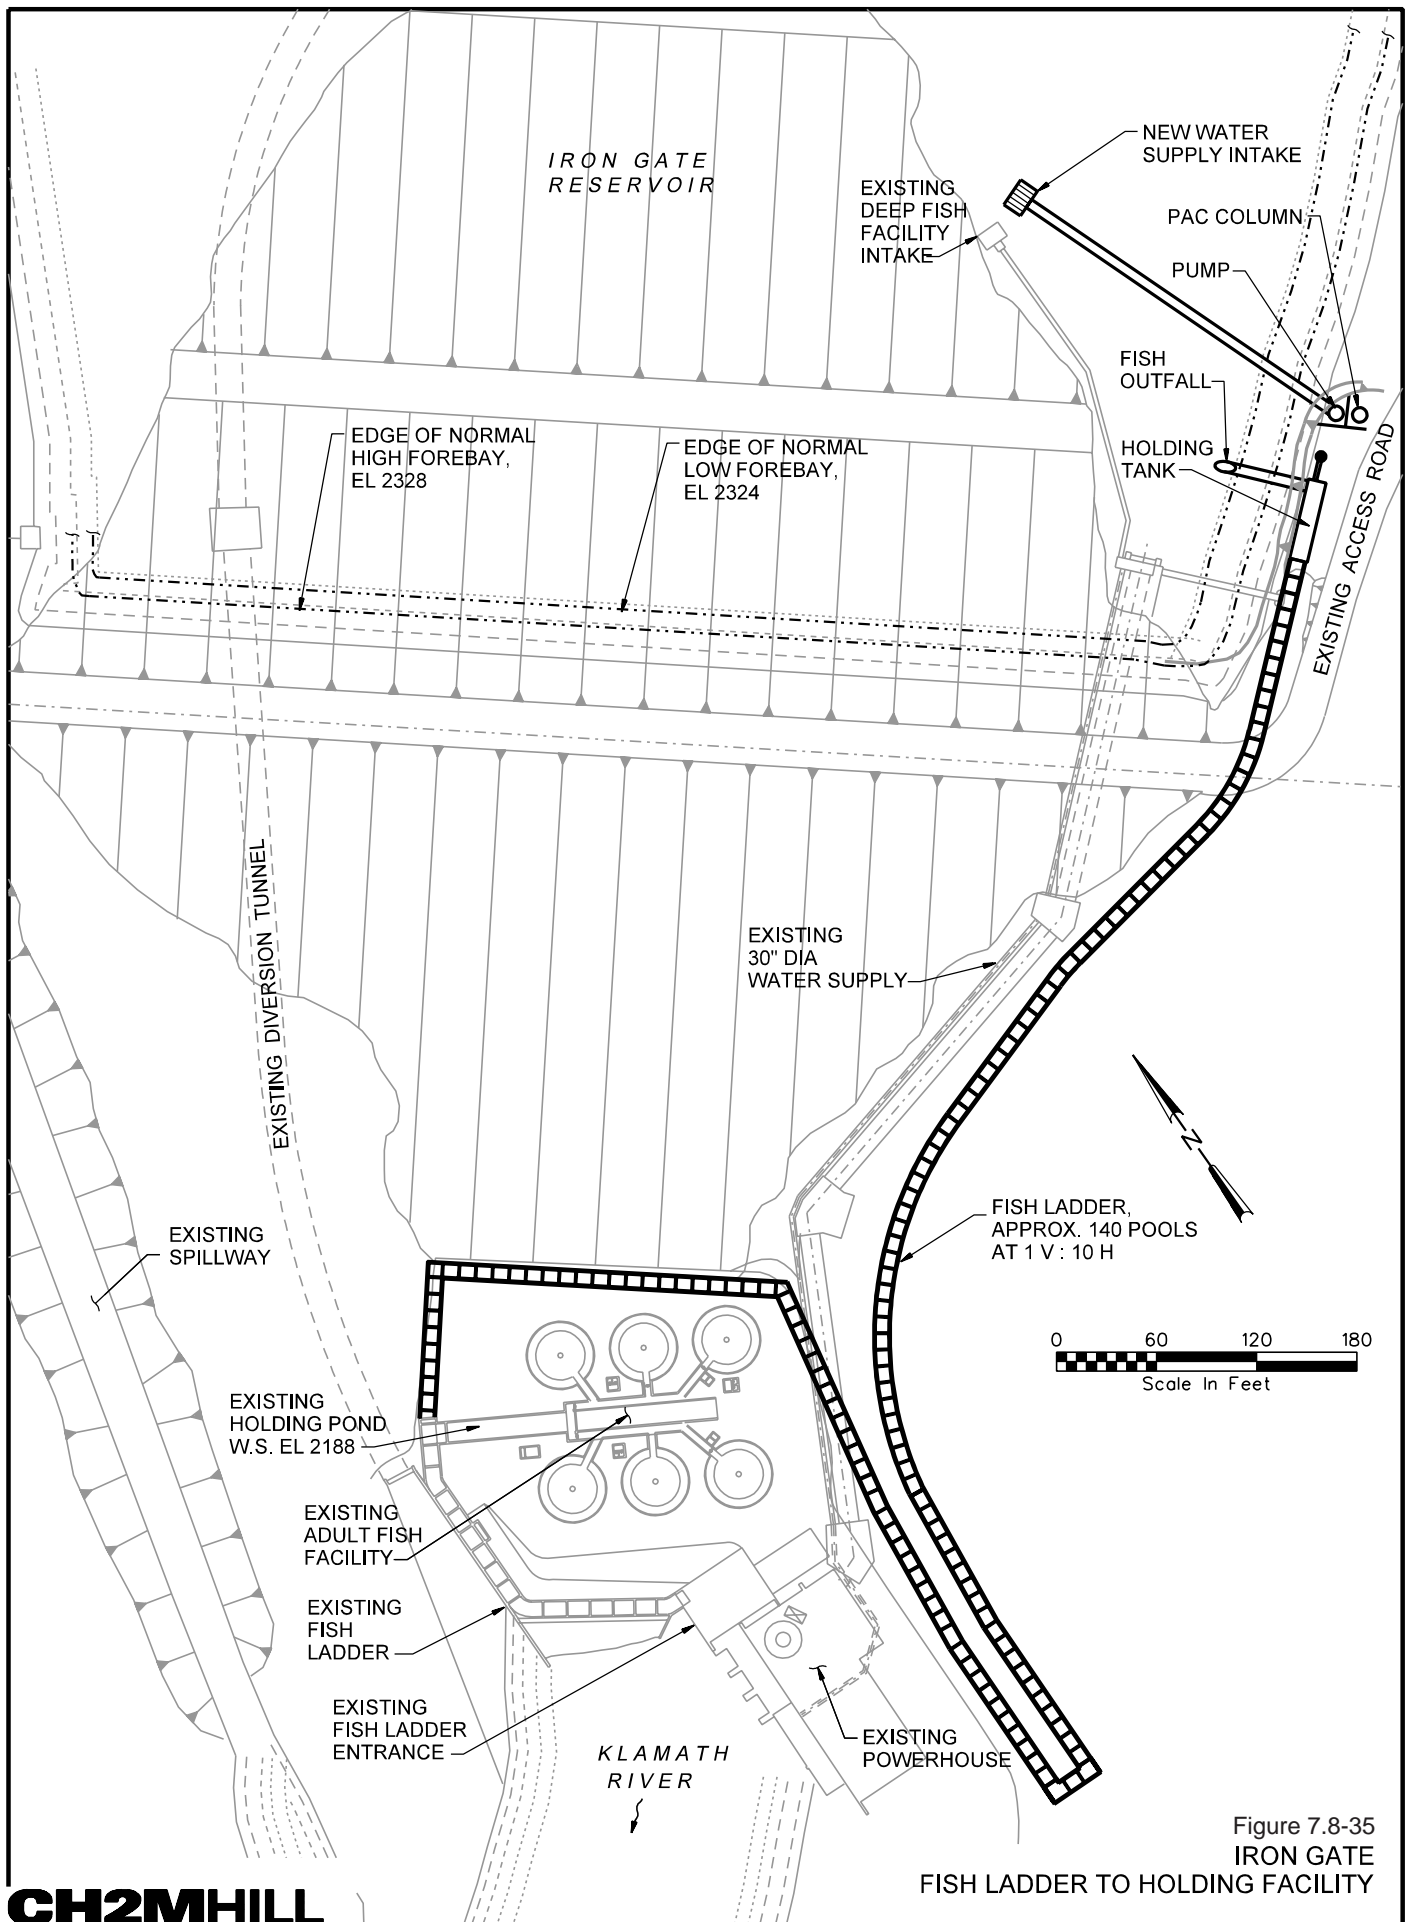 NEW WATER
SUPPLY INTAKE
IRON GATE
RESERVOIR
EXISTING
DEEP FISH
FACILITY
INTAKE
PAC COLUMN
PUMP
FISH
OUTFALL
EDGE OF NORMAL
HIGH FOREBAY,
EL 2328
EDGE OF NORMAL
LOW FOREBAY,
EL 2324
HOLDING
TANK
EXISTING ACCESS ROAD
EXISTING DIVERSION TUNNEL
EXISTING
30" DIA
WATER SUPPLY
N
FISH LADDER,
APPROX. 140 POOLS
AT 1 V : 10 H
EXISTING
SPILLWAY
0 60 120 180
Scale In Feet
EXISTING
HOLDING POND
W.S. EL 2188
EXISTING
ADULT FISH
FACILITY
EXISTING
FISH
LADDER
EXISTING
FISH LADDER
ENTRANCE
KLAMATH
RIVER
EXISTING
POWERHOUSE
Figure 7.8-35
IRON GATE
FISH LADDER TO HOLDING FACILITY
CH2MHILL